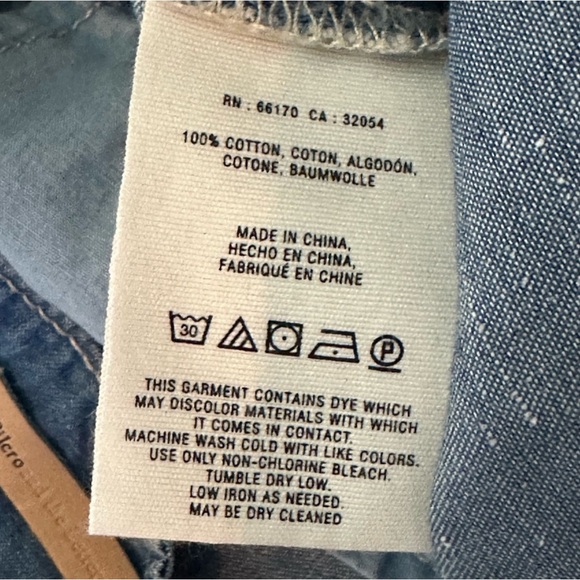 RN : 66170 CA : 32054
100% COTTON, COTON, ALGODÓN,
COTONE, BAUMWOLLE
MADE IN CHINA,
HECHO EN CHINA,
FABRIQUÉ EN CHINE
30
P
THIS GARMENT CONTAINS DYE WHICH
MAY DISCOLOR MATERIALS WITH WHICH
IT COMES IN CONTACT.
MACHINE WASH COLD WITH LIKE COLORS.
USE ONLY NON-CHLORINE BLEACH.
TUMBLE DRY LOW.
LOW IRON AS NEEDED.
MAY BE DRY CLEANED